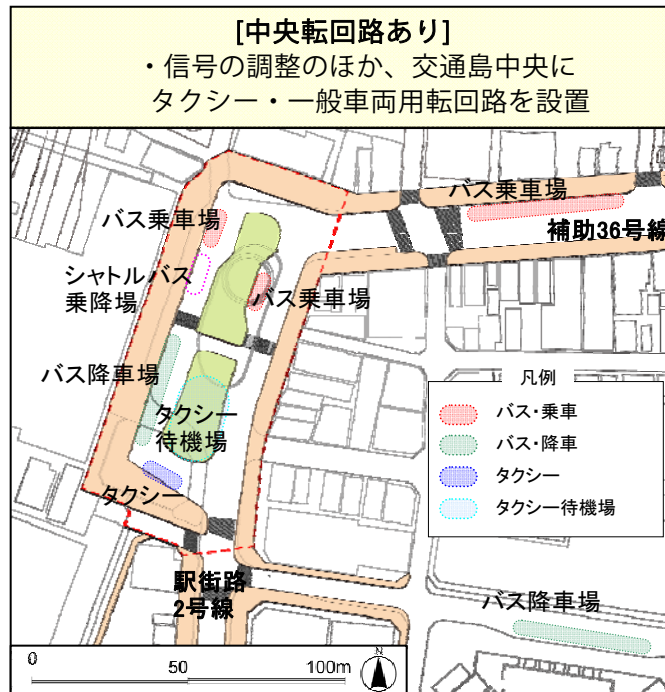 [中央転回路あり]
・信号の調整のほか、交通島中央に
タクシー・一般車両用転回路を設置
バス乗車場
バス乗車場
補助36号線
シャトルバス
乗降場
バス乗車場
バス降車場
タクシー
待機場
タクシー
凡例
バス・乗車
バス・降車
タクシー
タクシー待機場
駅街路
2号線
バス降車場
0 50 100m
N